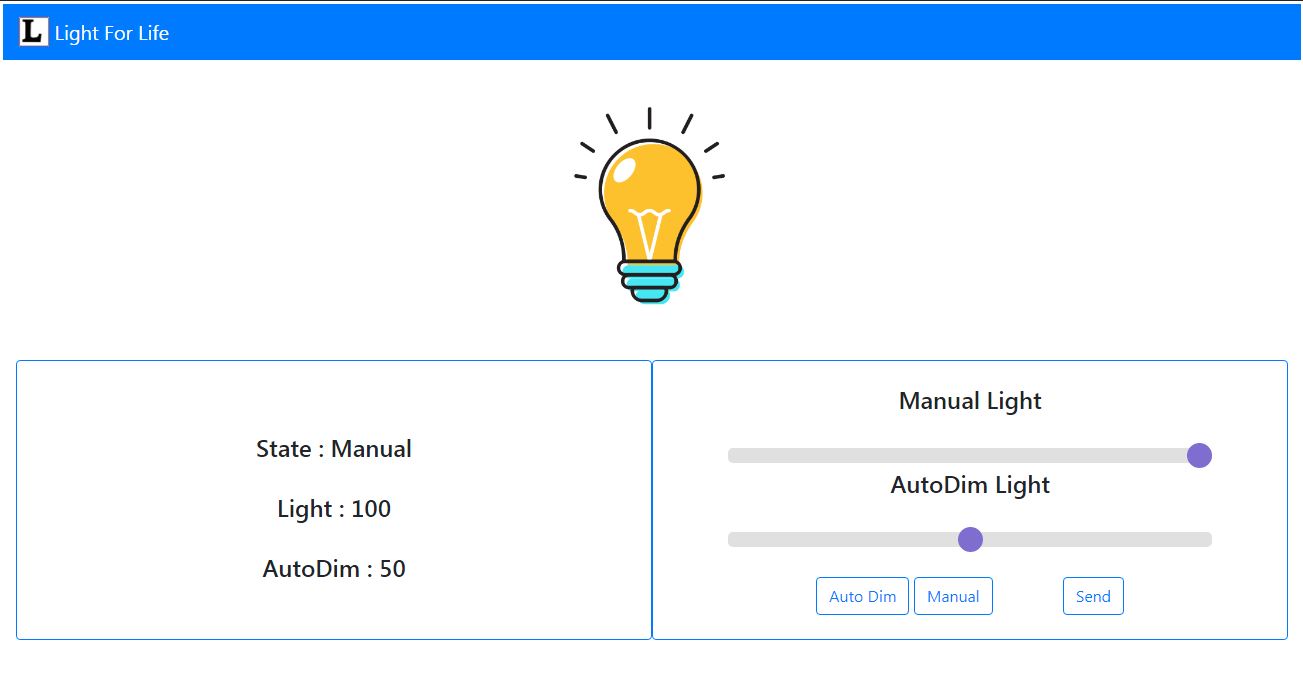 L Light For Life
State : Manual
Light : 100
AutoDim : 50
Manual Light
AutoDim Light
Auto Dim Manual Send